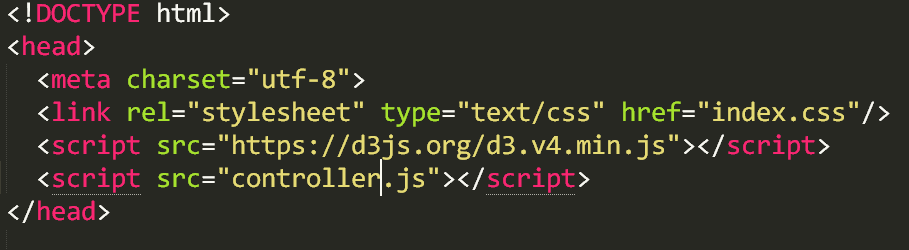 <!DOCTYPE html>
<head>
<meta charset="utf-8">
<link rel="stylesheet" type="text/css" href="index.css"/>
<script src="https://d3js.org/d3.v4.min.js"></script>
<script src="controller.js"></script>
</head>